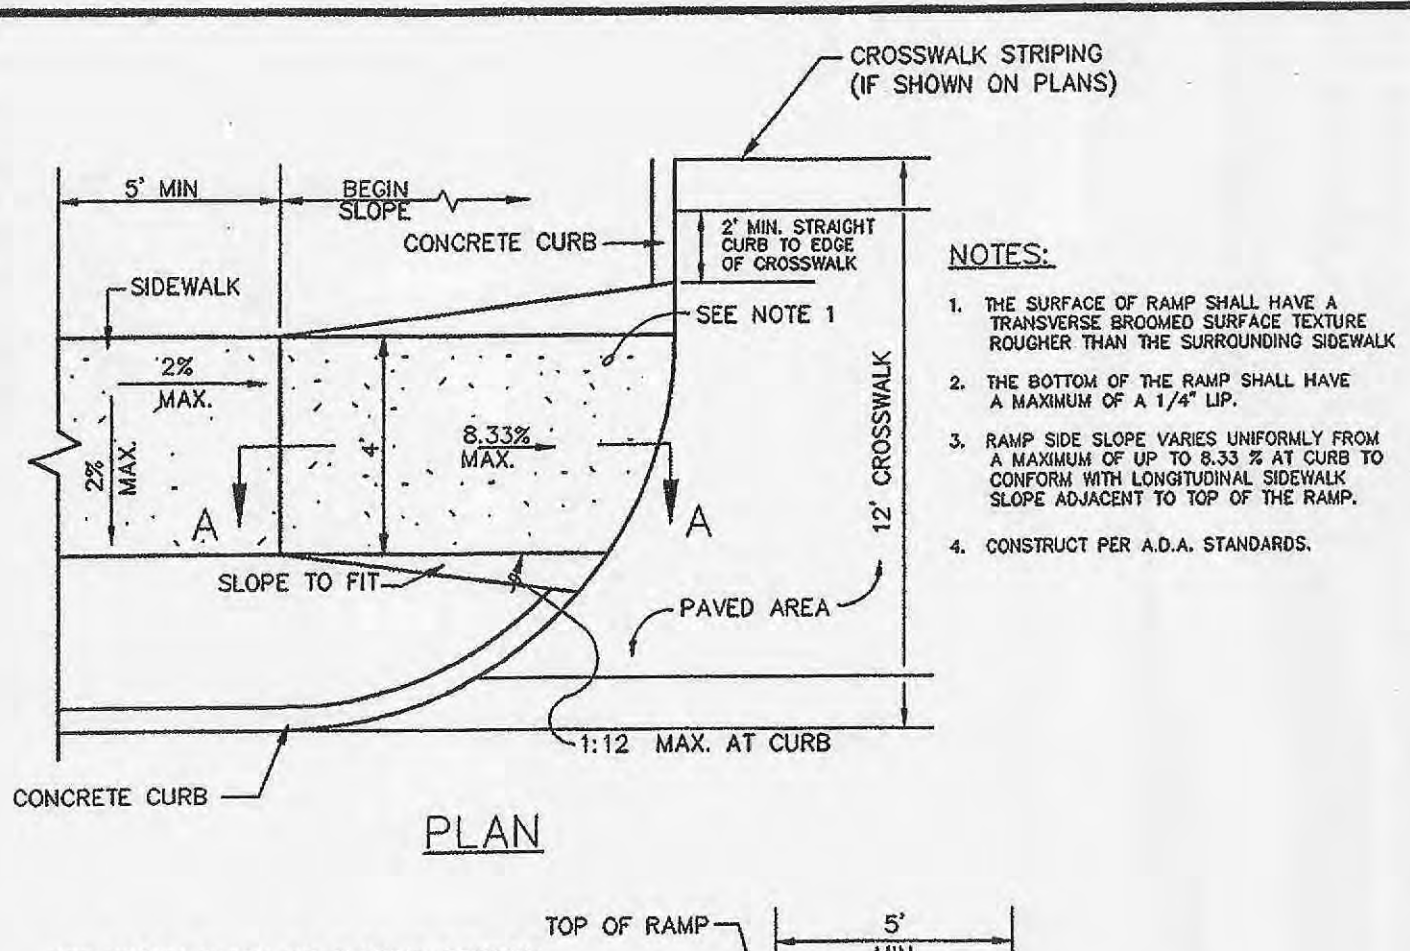 CROSSWALK STRIPING
(IF SHOWN ON PLANS)
5' MIN
BEGIN
SLOPE
CONCRETE CURB
2' MIN. STRAIGHT
CURB TO EDGE
OF CROSSWALK
SIDEWALK
SEE NOTE 1
2%
MAX.
2%
MAX.
4'
8.33%
MAX.
A
A
12' CROSSWALK
SLOPE TO FIT
PAVED AREA
1:12 MAX. AT CURB
CONCRETE CURB
PLAN
NOTES:
1. THE SURFACE OF RAMP SHALL HAVE A
TRANSVERSE BROOMED SURFACE TEXTURE
ROUGHER THAN THE SURROUNDING SIDEWALK
2. THE BOTTOM OF THE RAMP SHALL HAVE
A MAXIMUM OF A 1/4" LIP.
3. RAMP SIDE SLOPE VARIES UNIFORMLY FROM
A MAXIMUM OF UP TO 8.33 % AT CURB TO
CONFORM WITH LONGITUDINAL SIDEWALK
SLOPE ADJACENT TO TOP OF THE RAMP.
4. CONSTRUCT PER A.D.A. STANDARDS.
TOP OF RAMP
5'
MIN